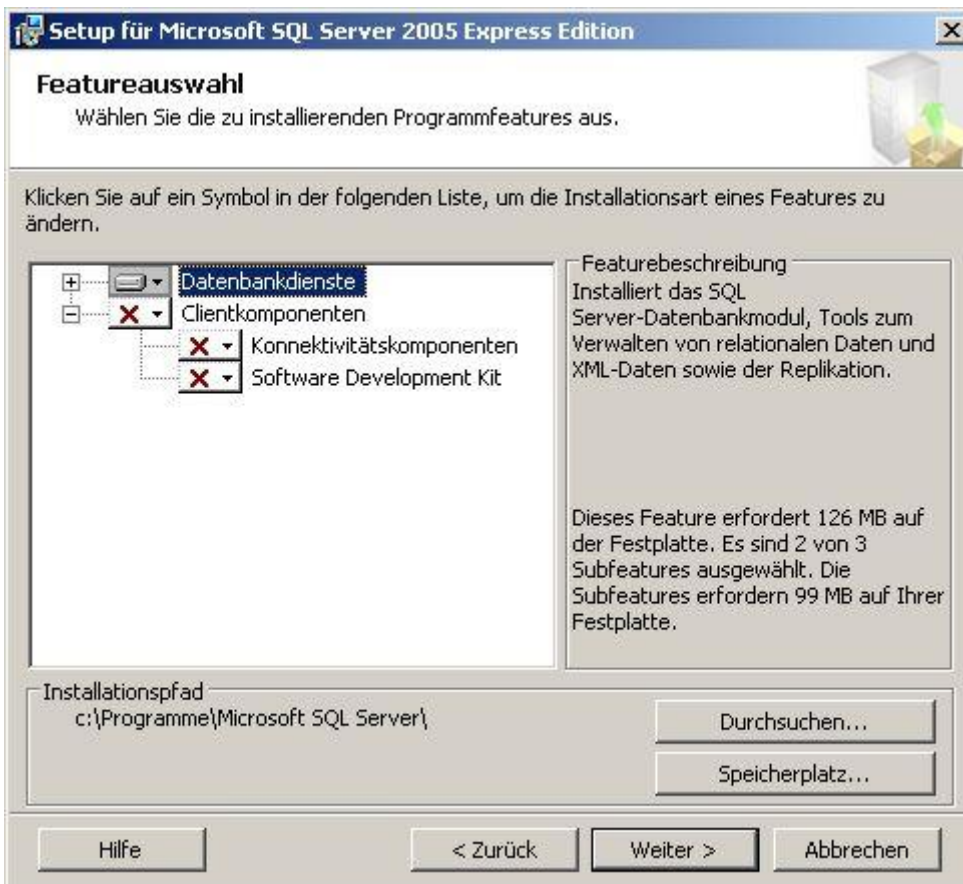 Setup für Microsoft SQL Server 2005 Express Edition
Featureauswahl
Wählen Sie die zu installierenden Programmfeatures aus.
Klicken Sie auf ein Symbol in der folgenden Liste, um die Installationsart eines Features zu
ändern.
Datenbankdienste
Clientkomponenten
Konnektivitätskomponenten
Software Development Kit
Featurebeschreibung
Installiert das SQL
Server-Datenbankmodul, Tools zum
Verwalten von relationalen Daten und
XML-Daten sowie der Replikation.
Dieses Feature erfordert 126 MB auf
der Festplatte. Es sind 2 von 3
Subfeatures ausgewählt. Die
Subfeatures erfordern 99 MB auf Ihrer
Festplatte.
Installationspfad
c:\Programme\Microsoft SQL Server\
Durchsuchen...
Speicherplatz...
Hilfe
< Zurück
Weiter >
Abbrechen